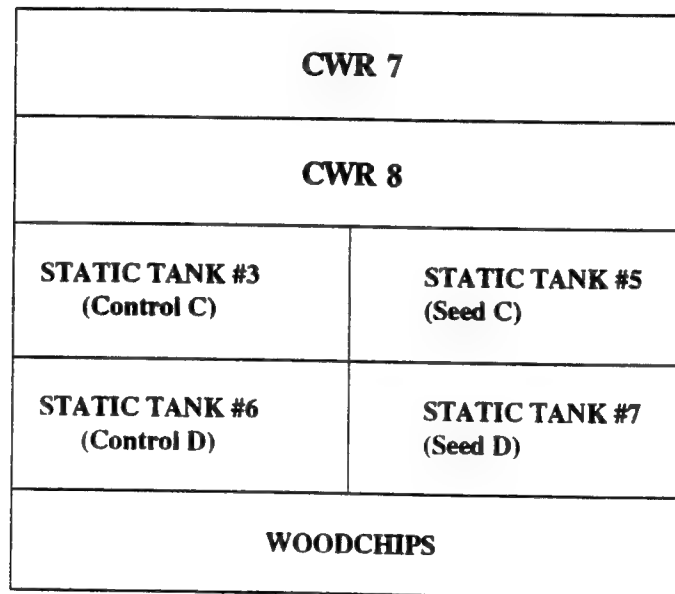 CWR 7
CWR 8
STATIC TANK #3
(Control C)
STATIC TANK #5
(Seed C)
STATIC TANK #6
(Control D)
STATIC TANK #7
(Seed D)
WOODCHIPS